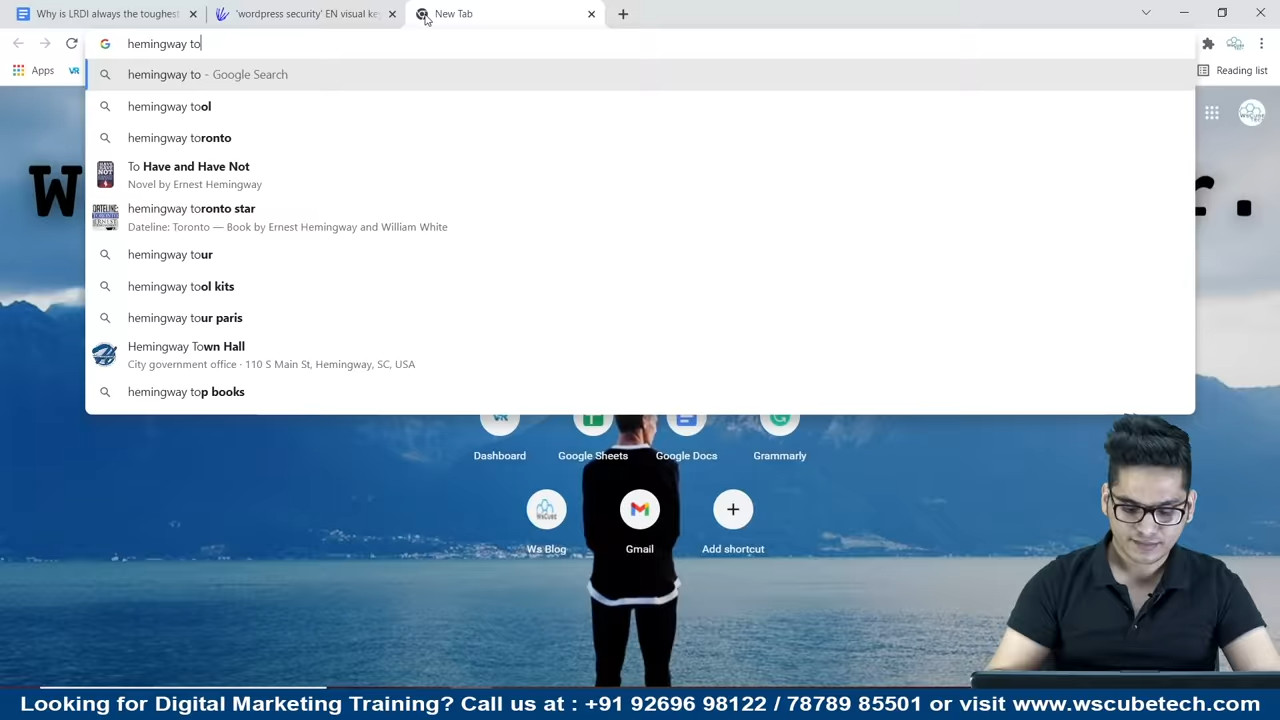 Why is LRDI always the toughest
'wordpress security' EN visual ke
New Tab
hemingway to
Apps
VR
Reading list
hemingway to - Google Search
hemingway tool
hemingway toronto
To Have and Have Not
Novel by Ernest Hemingway
hemingway toronto star
Dateline: Toronto — Book by Ernest Hemingway and William White
hemingway tour
hemingway tool kits
hemingway tour paris
Hemingway Town Hall
City government office · 110 S Main St, Hemingway, SC, USA
hemingway top books
W
Dashboard
Google Sheets
Google Docs
Grammarly
Ws Blog
Gmail
Add shortcut
Looking for Digital Marketing Training? Call us at : +91 92696 98122 / 78789 85501 or visit www.wscubetech.com